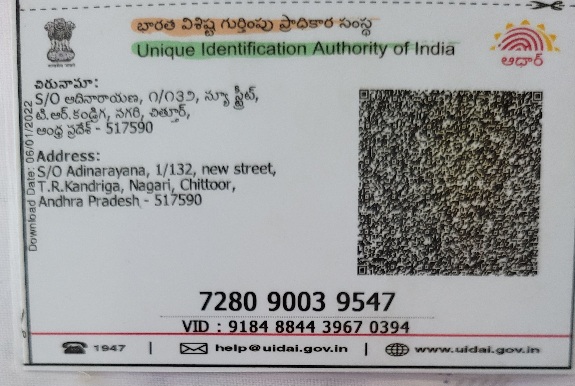 భారత విశిష్ట గుర్తింపు ప్రాధికార సంస్థ
Unique Identification Authority of India
ఆధార్
చిరునామా:
S/O ఆదినారాయణ, ౧/౧౩౨, న్యూ స్ట్రీట్,
టి.ఆర్.కండ్రిగ, నగరి, చిత్తూర్,
ఆంధ్ర ప్రదేశ్ - 517590
Address:
S/O Adinarayana, 1/132, new street,
T.R.Kandriga, Nagari, Chittoor,
Andhra Pradesh - 517590
Download Date: 06/01/2022
7280 9003 9547
VID : 9184 8844 3967 0394
1947 | help@uidai.gov.in | www.uidai.gov.in